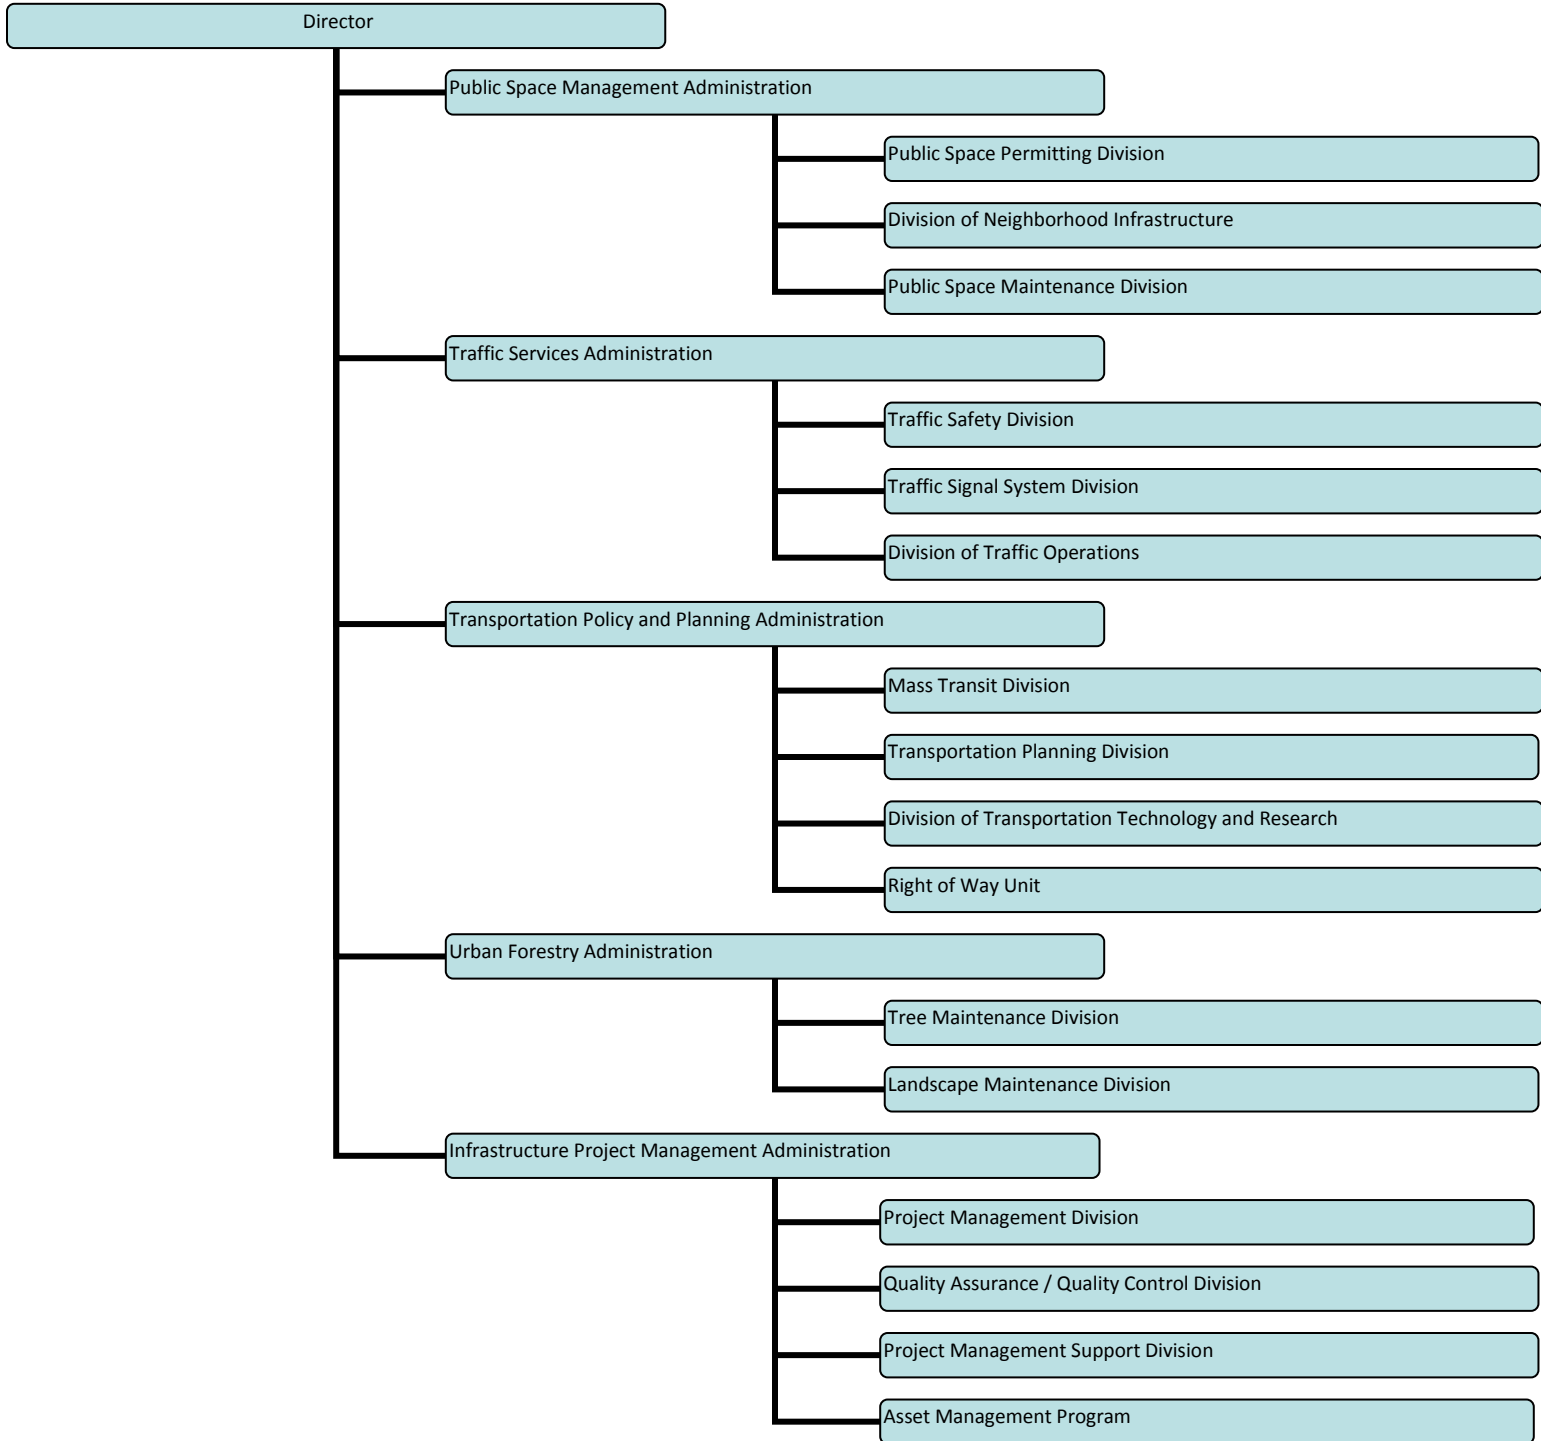 Director
Public Space Management Administration
Public Space Permitting Division
Division of Neighborhood Infrastructure
Public Space Maintenance Division
Traffic Services Administration
Traffic Safety Division
Traffic Signal System Division
Division of Traffic Operations
Transportation Policy and Planning Administration
Mass Transit Division
Transportation Planning Division
Division of Transportation Technology and Research
Right of Way Unit
Urban Forestry Administration
Tree Maintenance Division
Landscape Maintenance Division
Infrastructure Project Management Administration
Project Management Division
Quality Assurance / Quality Control Division
Project Management Support Division
Asset Management Program